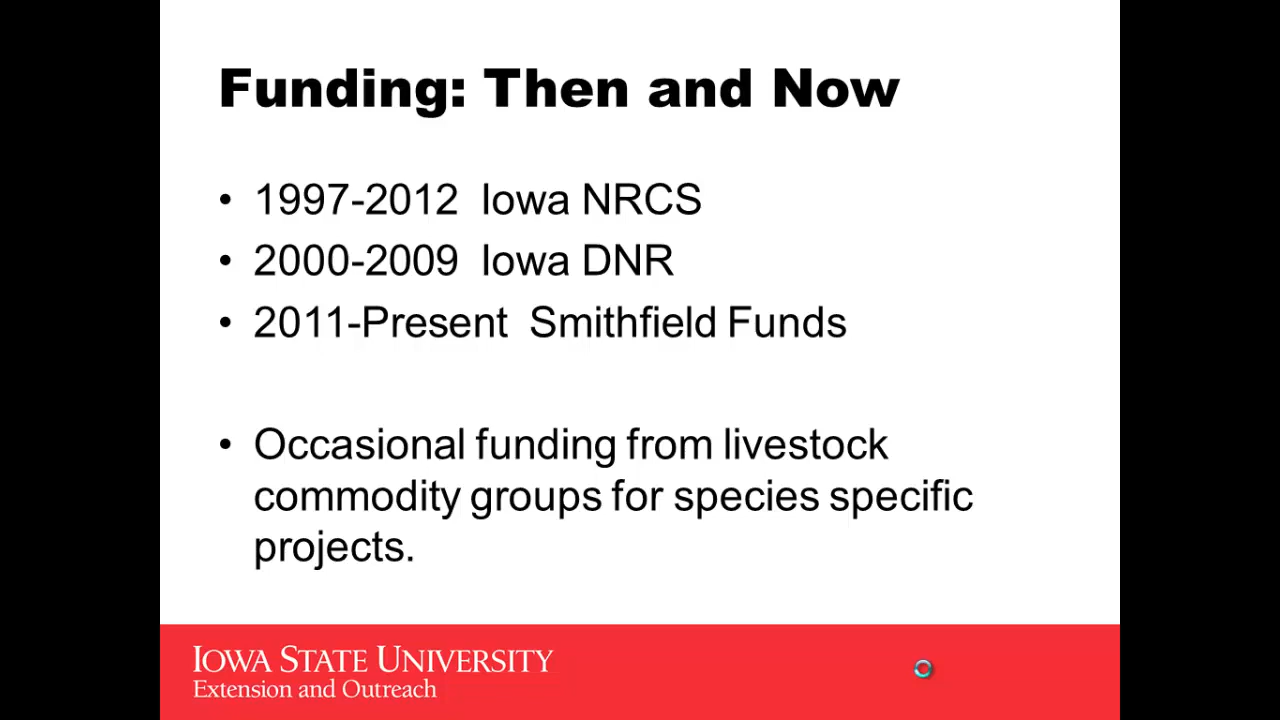 Funding: Then and Now
• 1997-2012 Iowa NRCS
• 2000-2009 Iowa DNR
• 2011-Present Smithfield Funds
• Occasional funding from livestock
commodity groups for species specific
projects.
IOWA STATE UNIVERSITY
Extension and Outreach